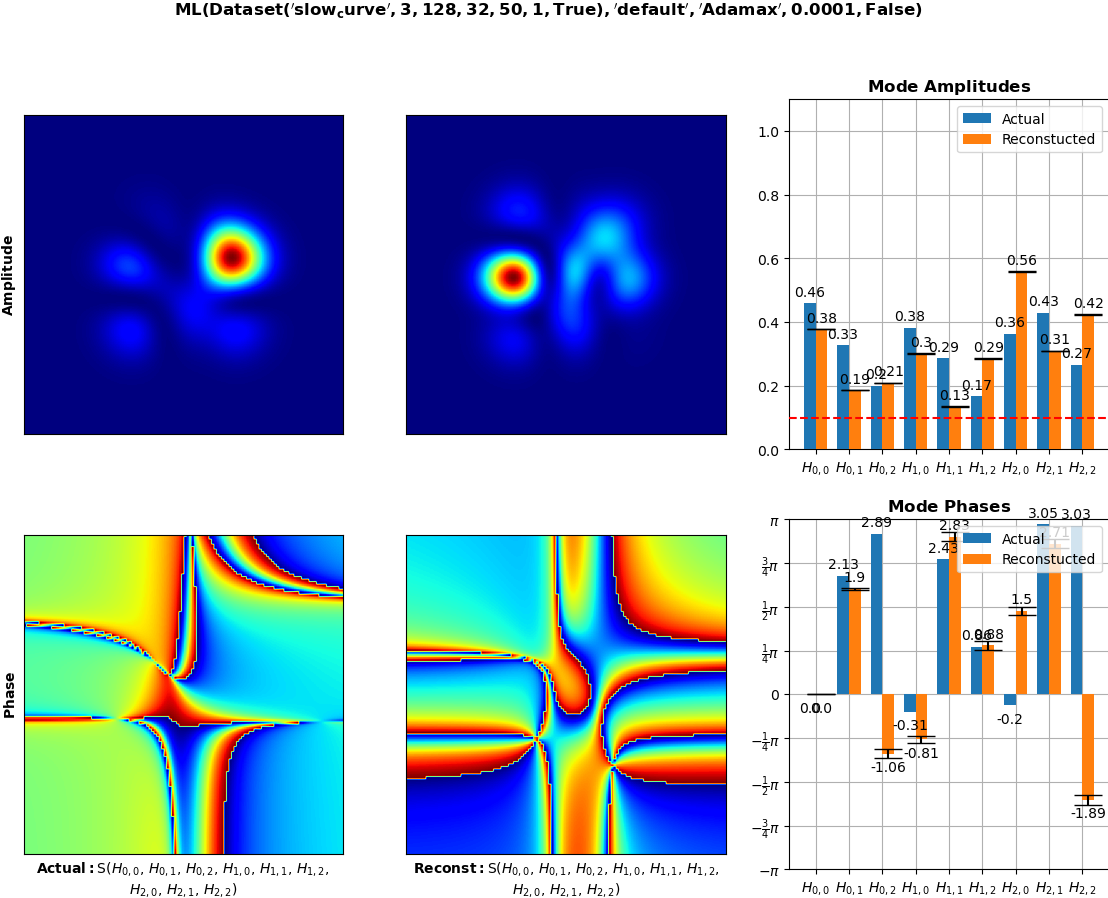 ML(Dataset('slow_curve', 3, 128, 32, 50, 1, True), 'default', 'Adamax', 0.0001, False)
Amplitude
Mode Amplitudes
Actual
Reconstucted
1.0
0.8
0.6
0.4
0.2
0.0
0.46
0.38
0.33
0.19
0.2
0.21
0.38
0.3
0.29
0.13
0.17
0.29
0.36
0.56
0.43
0.31
0.27
0.42
H0,0 H0,1 H0,2 H1,0 H1,1 H1,2 H2,0 H2,1 H2,2
Phase
Actual: S(H0,0, H0,1, H0,2, H1,0, H1,1, H1,2,
H2,0, H2,1, H2,2)
Reconst: S(H0,0, H0,1, H0,2, H1,0, H1,1, H1,2,
H2,0, H2,1, H2,2)
Mode Phases
Actual
Reconstucted
π
3/4π
1/2π
1/4π
0
−1/4π
−1/2π
−3/4π
−π
0.0
0.0
2.13
1.9
2.89
-1.06
-0.31
-0.81
2.43
2.83
0.88
-0.2
1.5
3.05
3.03
-1.89
H0,0 H0,1 H0,2 H1,0 H1,1 H1,2 H2,0 H2,1 H2,2